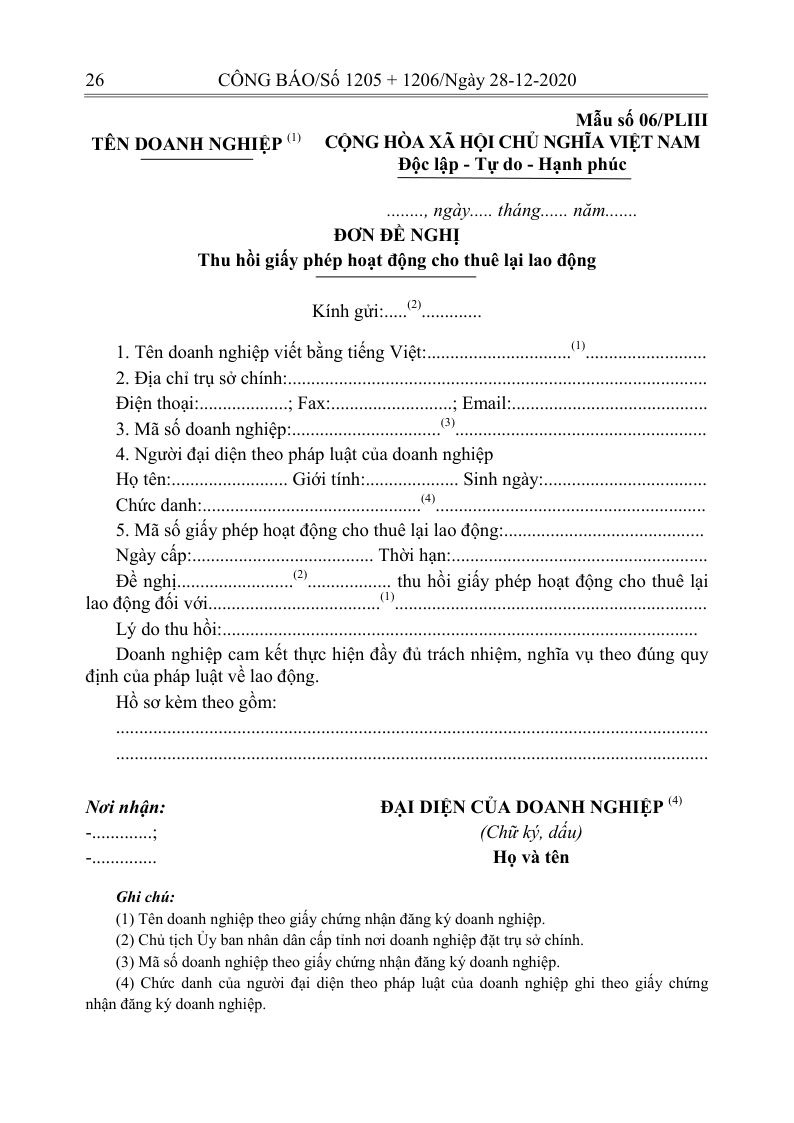 26 CÔNG BÁO/Số 1205 + 1206/Ngày 28-12-2020
Mẫu số 06/PLIII
TÊN DOANH NGHIỆP (1) CỘNG HÒA XÃ HỘI CHỦ NGHĨA VIỆT NAM
Độc lập - Tự do - Hạnh phúc
........, ngày..... tháng...... năm.......
ĐƠN ĐỀ NGHỊ
Thu hồi giấy phép hoạt động cho thuê lại lao động
Kính gửi:.....(2).............
1. Tên doanh nghiệp viết bằng tiếng Việt:...............................(1)..........................
2. Địa chỉ trụ sở chính:..........................................................................................
Điện thoại:...................; Fax:..........................; Email:..........................................
3. Mã số doanh nghiệp:................................(3)......................................................
4. Người đại diện theo pháp luật của doanh nghiệp
Họ tên:......................... Giới tính:.................... Sinh ngày:...................................
Chức danh:...............................................(4)..........................................................
5. Mã số giấy phép hoạt động cho thuê lại lao động:...........................................
Ngày cấp:....................................... Thời hạn:.......................................................
Đề nghị.........................(2).................. thu hồi giấy phép hoạt động cho thuê lại
lao động đối với.....................................(1)...................................................................
Lý do thu hồi:......................................................................................................
Doanh nghiệp cam kết thực hiện đầy đủ trách nhiệm, nghĩa vụ theo đúng quy
định của pháp luật về lao động.
Hồ sơ kèm theo gồm:
...............................................................................................................................
...............................................................................................................................
Nơi nhận: ĐẠI DIỆN CỦA DOANH NGHIỆP (4)
-.............; (Chữ ký, dấu)
-.............. Họ và tên
Ghi chú:
(1) Tên doanh nghiệp theo giấy chứng nhận đăng ký doanh nghiệp.
(2) Chủ tịch Ủy ban nhân dân cấp tỉnh nơi doanh nghiệp đặt trụ sở chính.
(3) Mã số doanh nghiệp theo giấy chứng nhận đăng ký doanh nghiệp.
(4) Chức danh của người đại diện theo pháp luật của doanh nghiệp ghi theo giấy chứng
nhận đăng ký doanh nghiệp.